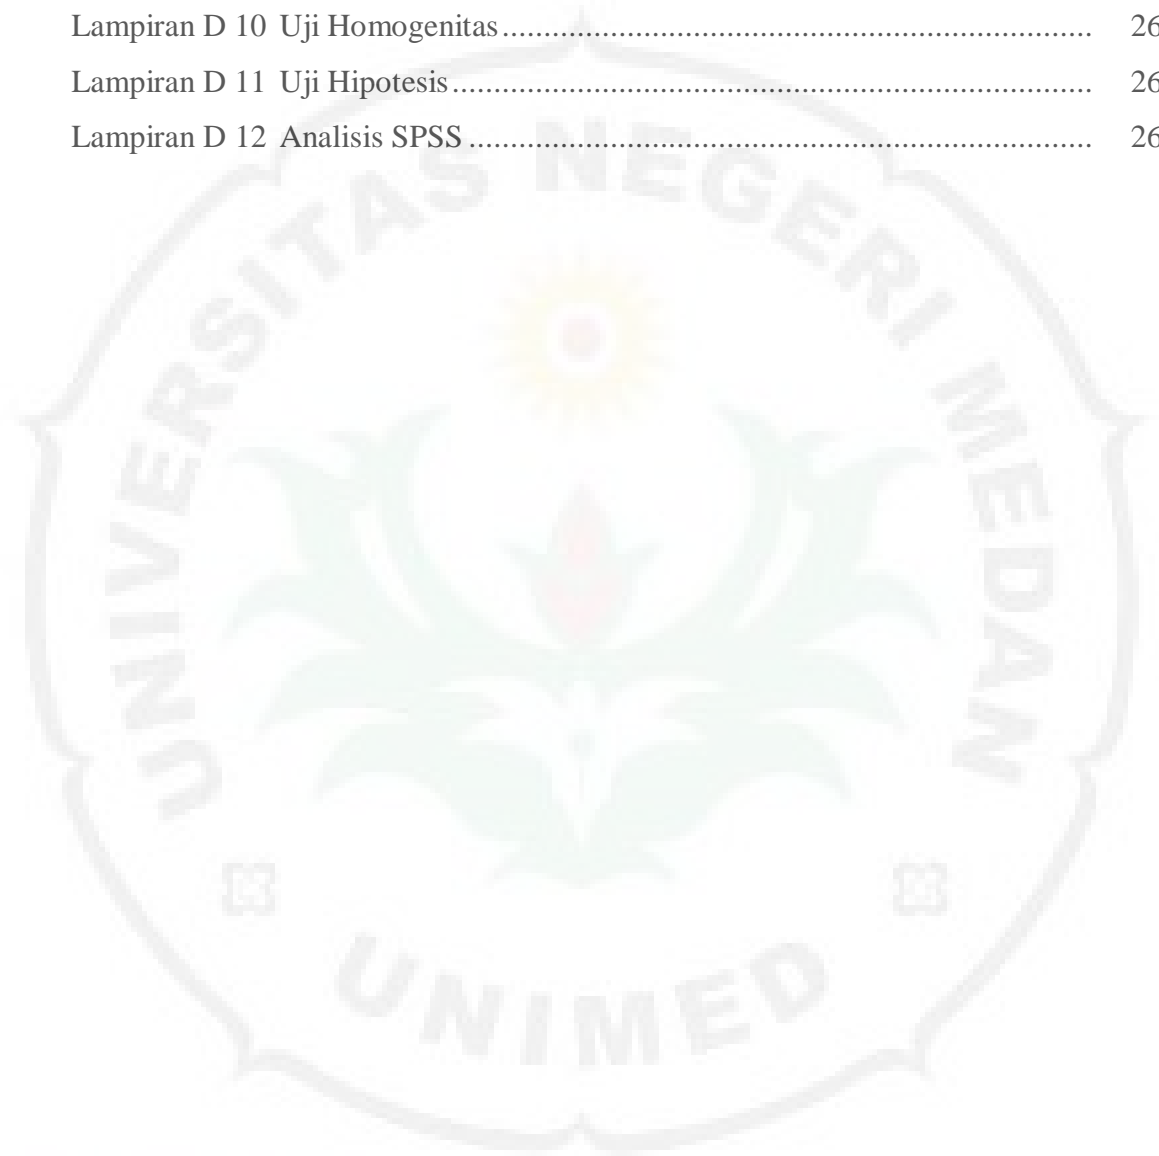 Lampiran D 10 Uji Homogenitas ........................................................................ 26
Lampiran D 11 Uji Hipotesis .............................................................................. 26
Lampiran D 12 Analisis SPSS ............................................................................ 26
UNIVERSITAS NEGERI MEDAN
UNIMED